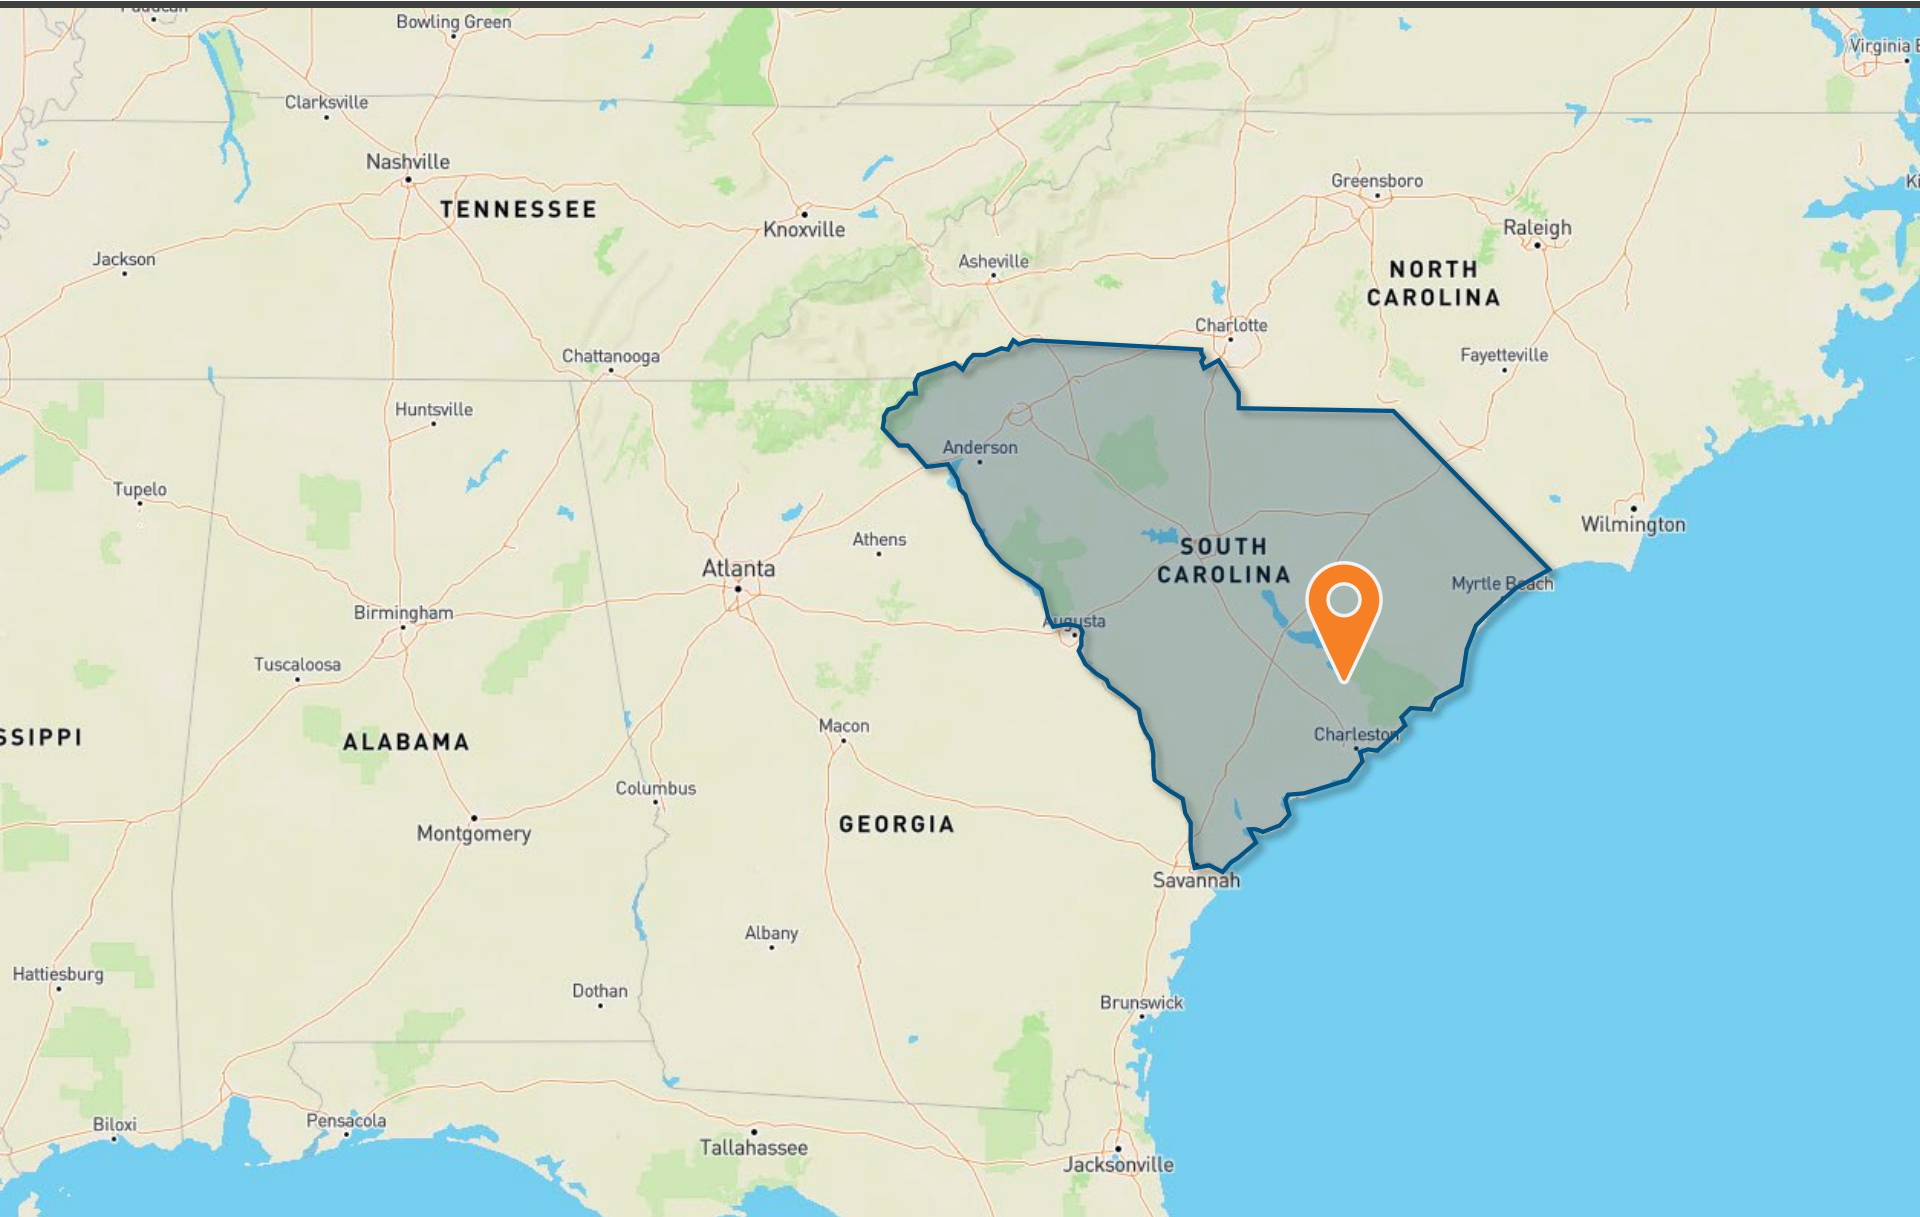 Bowling Green
Virginia
Clarksville
Nashville
TENNESSEE
Knoxville
Greensboro
Raleigh
Jackson
Asheville
NORTH
CAROLINA
Charlotte
Chattanooga
Fayetteville
Huntsville
Anderson
Tupelo
Wilmington
Athens
SOUTH
CAROLINA
Atlanta
Myrtle Beach
Birmingham
Augusta
Tuscaloosa
SSIPPI
ALABAMA
Macon
Charleston
Columbus
GEORGIA
Montgomery
Savannah
Albany
Hattiesburg
Dothan
Brunswick
Biloxi
Pensacola
Tallahassee
Jacksonville